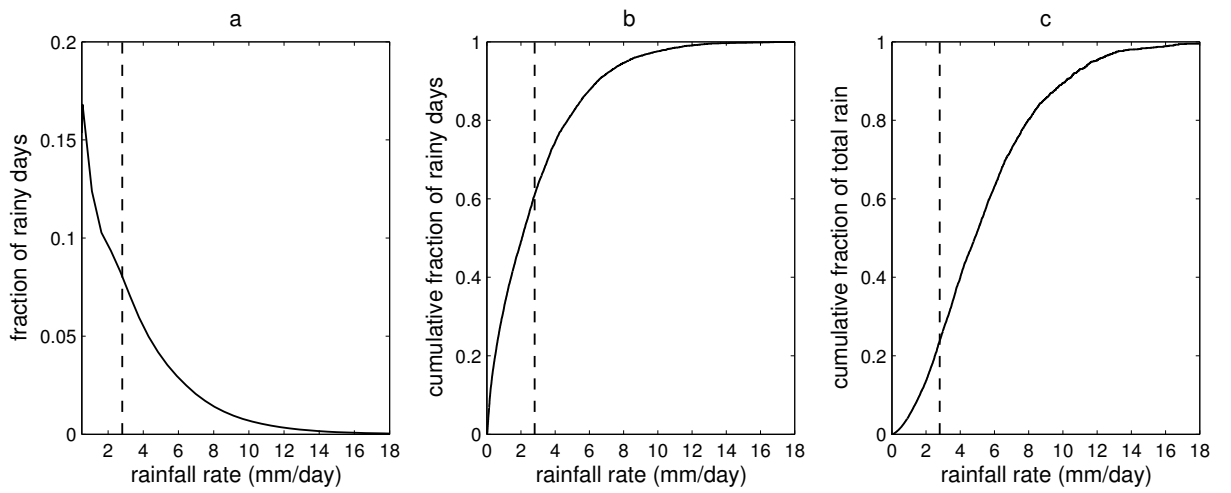 a
fraction of rainy days
0.2
0.15
0.1
0.05
0
2 4 6 8 10 12 14 16 18
rainfall rate (mm/day)
b
cumulative fraction of rainy days
1
0.8
0.6
0.4
0.2
0
0 2 4 6 8 10 12 14 16 18
rainfall rate (mm/day)
c
cumulative fraction of total rain
1
0.8
0.6
0.4
0.2
0
0 2 4 6 8 10 12 14 16 18
rainfall rate (mm/day)